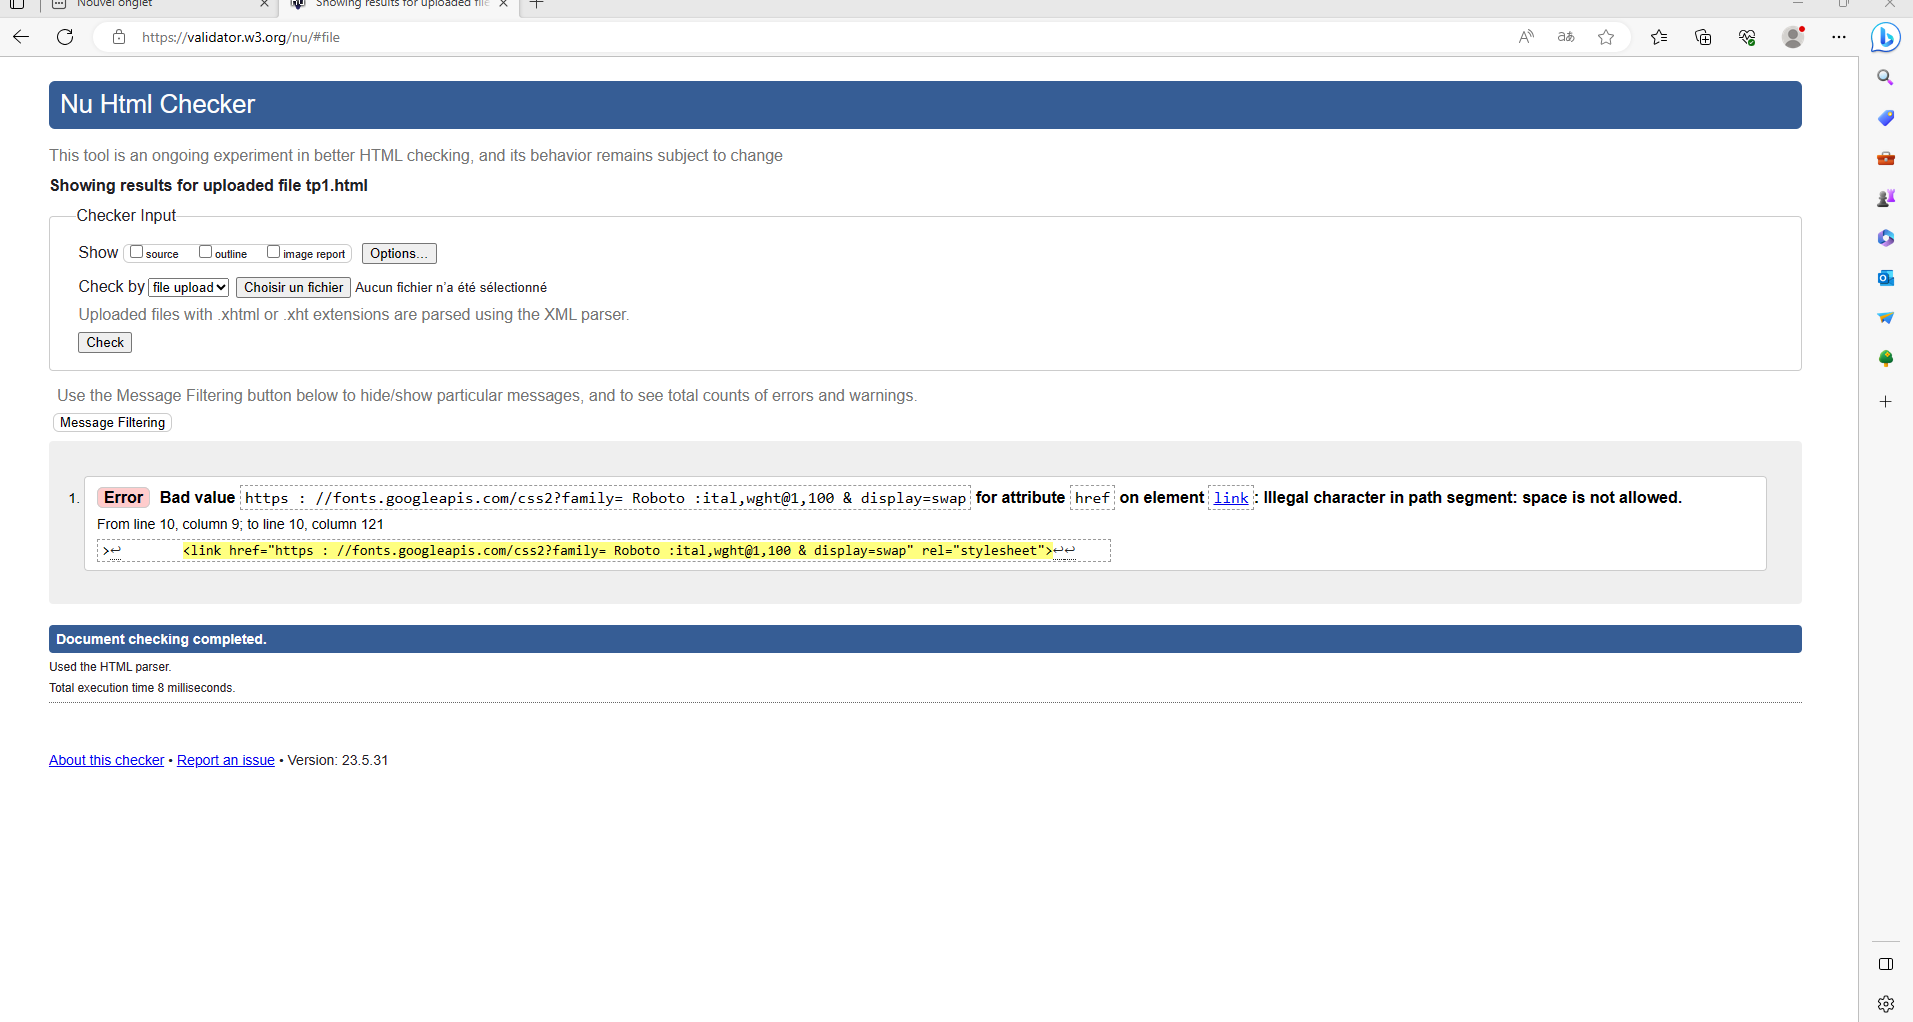 Nouvel onglet
Showing results for uploaded file
https://validator.w3.org/nu/#file
Nu Html Checker
This tool is an ongoing experiment in better HTML checking, and its behavior remains subject to change
Showing results for uploaded file tp1.html
Checker Input
Show source outline image report Options...
Check by file upload Choisir un fichier Aucun fichier n'a été sélectionné
Uploaded files with .xhtml or .xht extensions are parsed using the XML parser.
Check
Use the Message Filtering button below to hide/show particular messages, and to see total counts of errors and warnings.
Message Filtering
1. Error Bad value https : //fonts.googleapis.com/css2?family= Roboto :ital,wght@1,100 & display=swap for attribute href on element link: Illegal character in path segment: space is not allowed.
From line 10, column 9; to line 10, column 121
>↩ <link href="https : //fonts.googleapis.com/css2?family= Roboto :ital,wght@1,100 & display=swap" rel="stylesheet">↩↩
Document checking completed.
Used the HTML parser.
Total execution time 8 milliseconds.
About this checker • Report an issue • Version: 23.5.31